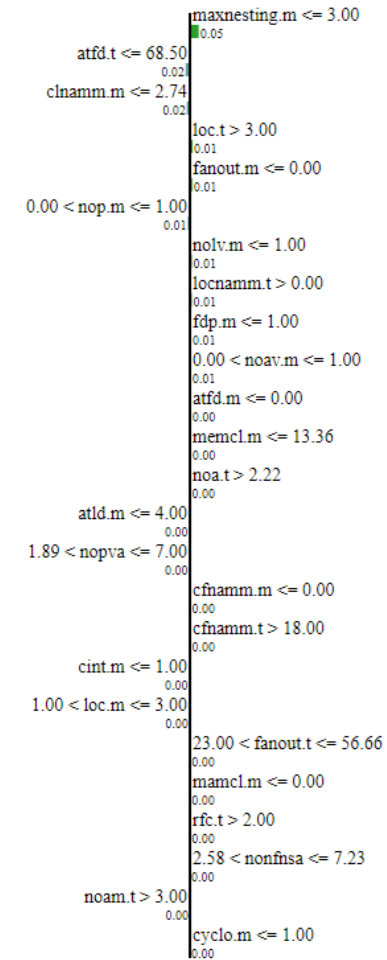 maxnesting.m <= 3.00
0.05
atfd.t <= 68.50
0.02
clnamm.m <= 2.74
0.02
loc.t > 3.00
0.01
fanout.m <= 0.00
0.01
0.00 < nop.m <= 1.00
0.01
nolv.m <= 1.00
0.01
locnamm.t > 0.00
0.01
fdp.m <= 1.00
0.01
0.00 < noav.m <= 1.00
0.01
atfd.m <= 0.00
0.00
memcl.m <= 13.36
0.00
noa.t > 2.22
0.00
atld.m <= 4.00
0.00
1.89 < nopva <= 7.00
0.00
cfnamm.m <= 0.00
0.00
cfnamm.t > 18.00
0.00
cint.m <= 1.00
0.00
1.00 < loc.m <= 3.00
0.00
23.00 < fanout.t <= 56.66
0.00
mamcl.m <= 0.00
0.00
rfc.t > 2.00
0.00
2.58 < nonfnsa <= 7.23
0.00
noam.t > 3.00
0.00
cyclo.m <= 1.00
0.00